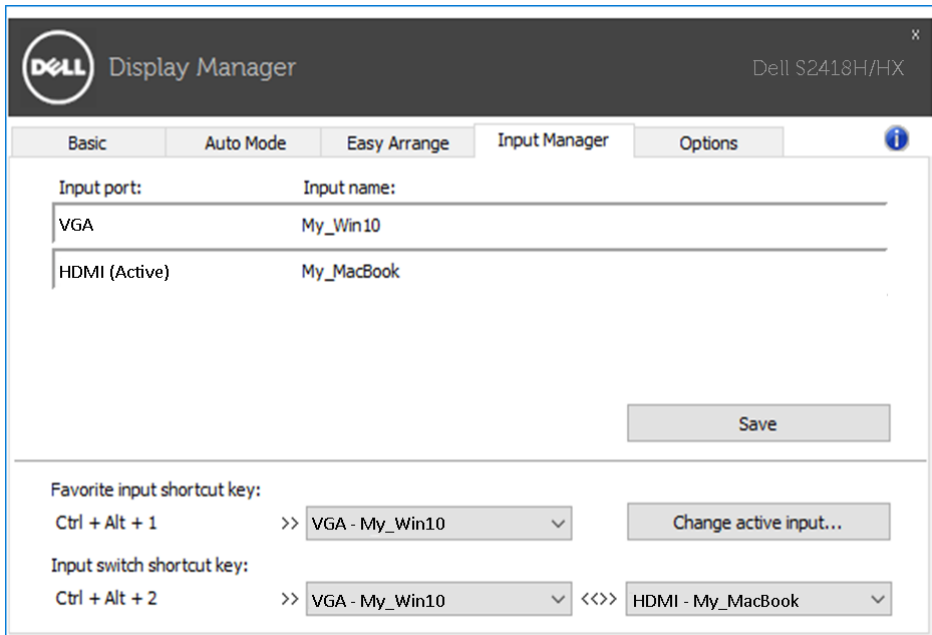 x
DELL Display Manager Dell S2418H/HX
Basic Auto Mode Easy Arrange Input Manager Options i
Input port: Input name:
VGA My_Win10
HDMI (Active) My_MacBook
Save
Favorite input shortcut key:
Ctrl + Alt + 1 >> VGA - My_Win10 Change active input...
Input switch shortcut key:
Ctrl + Alt + 2 >> VGA - My_Win10 <<>> HDMI - My_MacBook